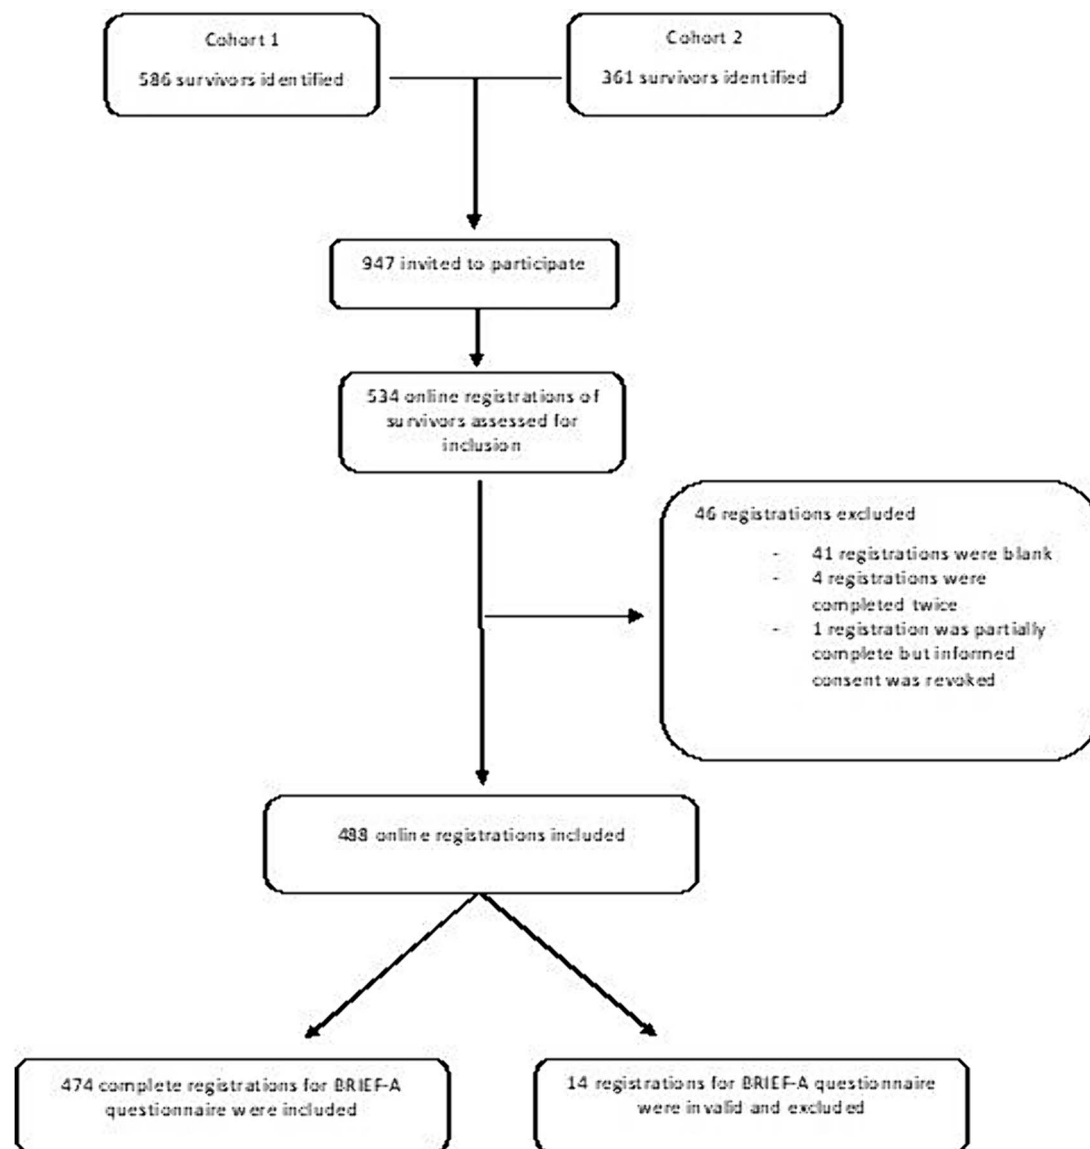 Cohort 1
586 survivors identified
Cohort 2
361 survivors identified
947 invited to participate
534 online registrations of
survivors assessed for
inclusion
46 registrations excluded
- 41 registrations were blank
- 4 registrations were
completed twice
- 1 registration was partially
complete but informed
consent was revoked
488 online registrations included
474 complete registrations for BRIEF-A
questionnaire were included
14 registrations for BRIEF-A questionnaire
were invalid and excluded